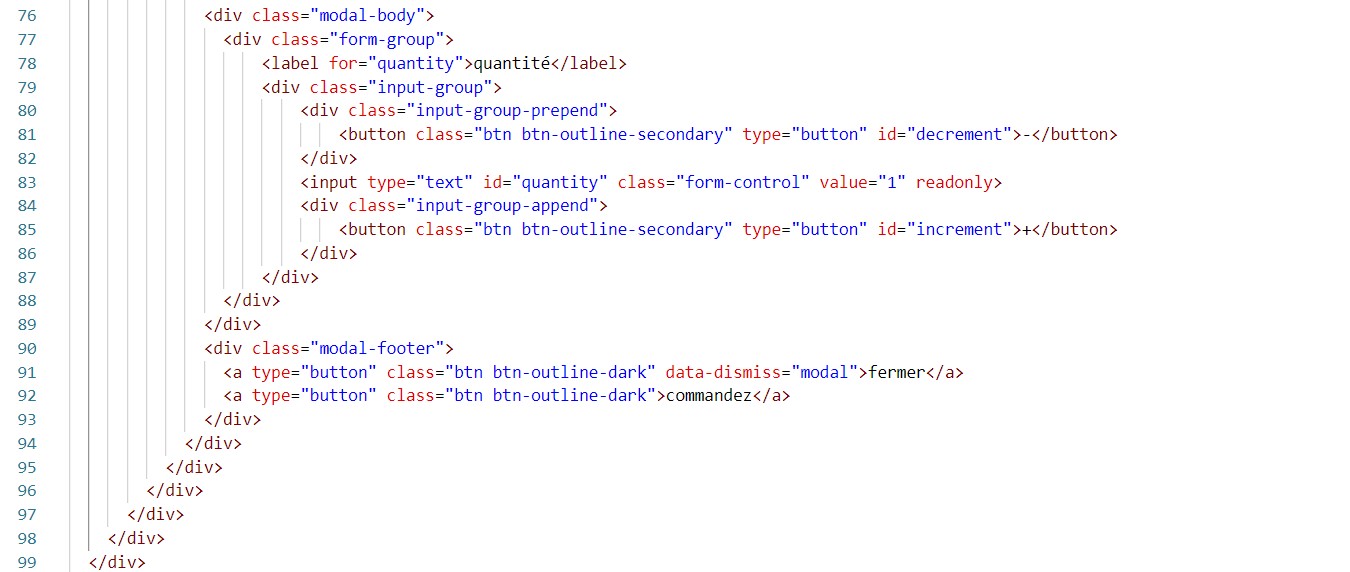 76 <div class="modal-body">
77 <div class="form-group">
78 <label for="quantity">quantité</label>
79 <div class="input-group">
80 <div class="input-group-prepend">
81 <button class="btn btn-outline-secondary" type="button" id="decrement">-</button>
82 </div>
83 <input type="text" id="quantity" class="form-control" value="1" readonly>
84 <div class="input-group-append">
85 <button class="btn btn-outline-secondary" type="button" id="increment">+</button>
86 </div>
87 </div>
88 </div>
89 </div>
90 <div class="modal-footer">
91 <a type="button" class="btn btn-outline-dark" data-dismiss="modal">fermer</a>
92 <a type="button" class="btn btn-outline-dark">commandez</a>
93 </div>
94 </div>
95 </div>
96 </div>
97 </div>
98 </div>
99 </div>